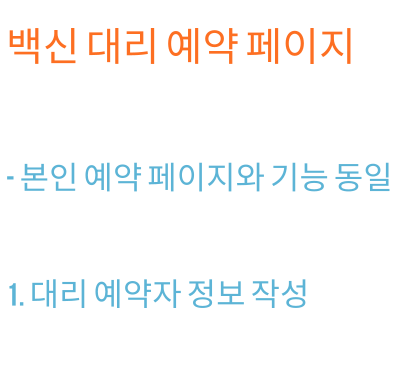 백신 대리 예약 페이지
- 본인 예약 페이지와 기능 동일
1. 대리 예약자 정보 작성